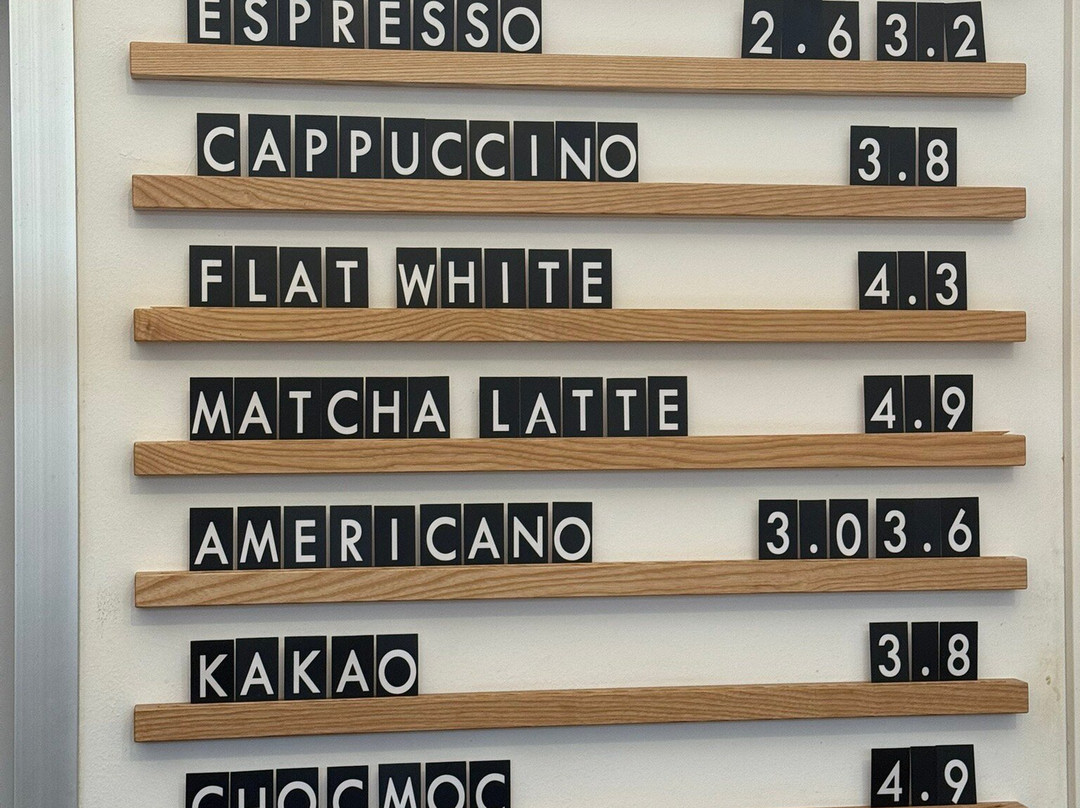 ESPRESSO 2.6 3.2
CAPPUCCINO 3.8
FLAT WHITE 4.3
MATCHA LATTE 4.9
AMERICANO 3.0 3.6
KAKAO 3.8
CHOCMOC 4.9